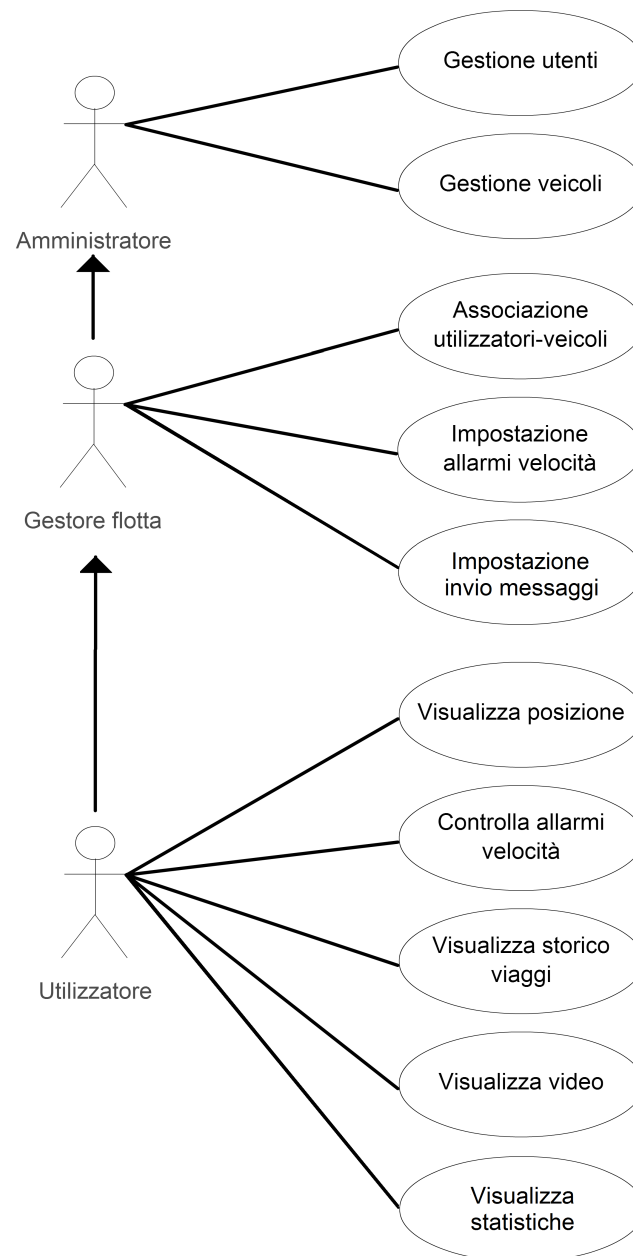 Gestione utenti
Gestione veicoli
Amministratore
Associazione
utilizzatori-veicoli
Impostazione
allarmi velocità
Gestore flotta
Impostazione
invio messaggi
Visualizza posizione
Controlla allarmi
velocità
Visualizza storico
viaggi
Utilizzatore
Visualizza video
Visualizza
statistiche